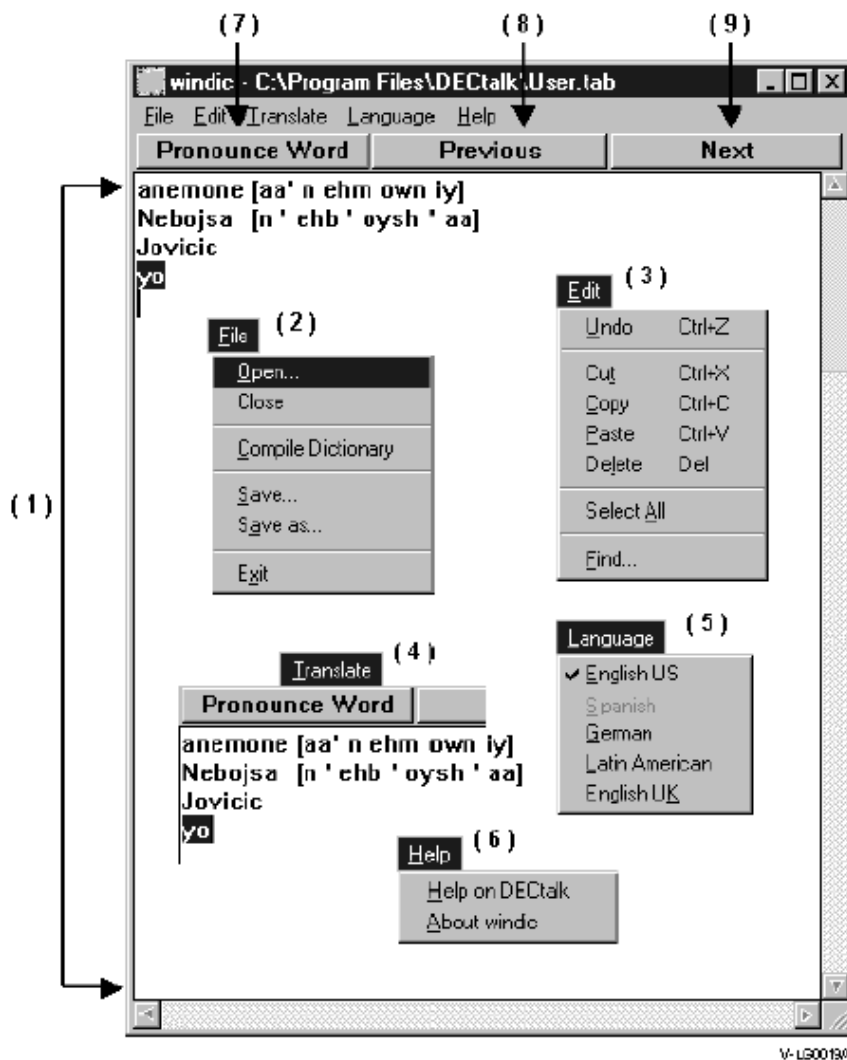 (7) (8) (9)
windic - C:\Program Files\DECtalk\User.tab
File Edit Translate Language Help
Pronounce Word Previous Next
anemone [aa' n ehm own iy]
Nebojsa [n ' ehb ' oysh ' aa]
Jovicic
yo
(1)
File (2)
Open...
Close
Compile Dictionary
Save...
Save as...
Exit
Edit (3)
Undo Ctrl+Z
Cut Ctrl+X
Copy Ctrl+C
Paste Ctrl+V
Delete Del
Select All
Find...
Translate (4)
Pronounce Word
anemone [aa' n ehm own iy]
Nebojsa [n ' ehb ' oysh ' aa]
Jovicic
yo
Language (5)
English US
Spanish
German
Latin American
English UK
Help (6)
Help on DECtalk
About windic